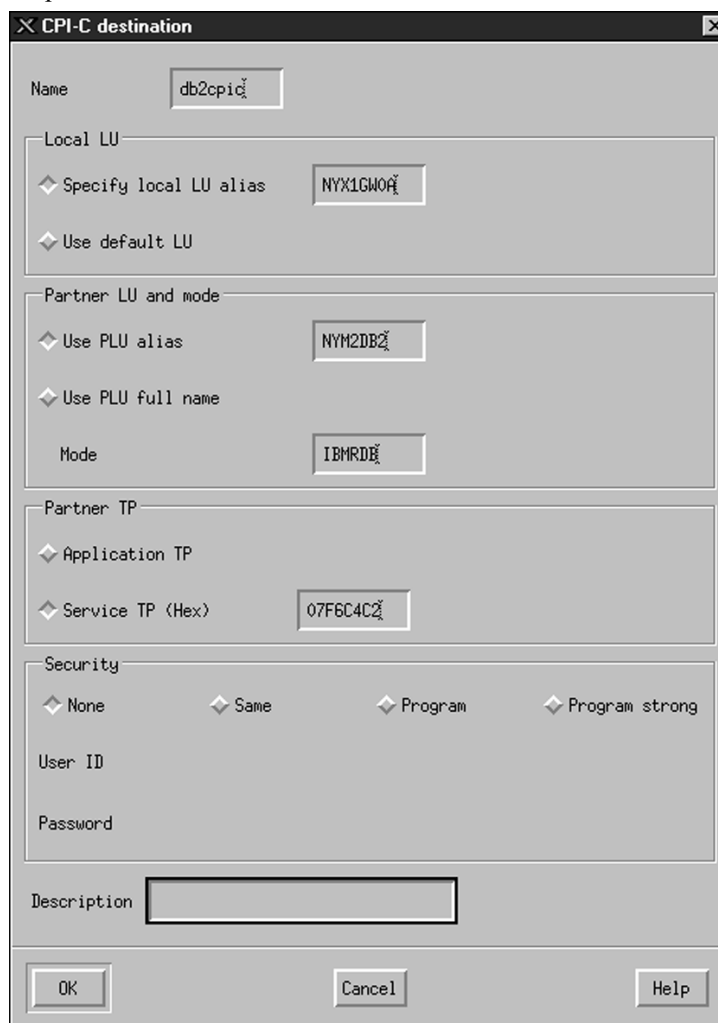 CPI-C destination
Name db2cpic
Local LU
Specify local LU alias NYX1GW0A
Use default LU
Partner LU and mode
Use PLU alias NYM2DB2
Use PLU full name
Mode IBMRDB
Partner TP
Application TP
Service TP (Hex) 07F6C4C2
Security
None Same Program Program strong
User ID
Password
Description
OK Cancel Help